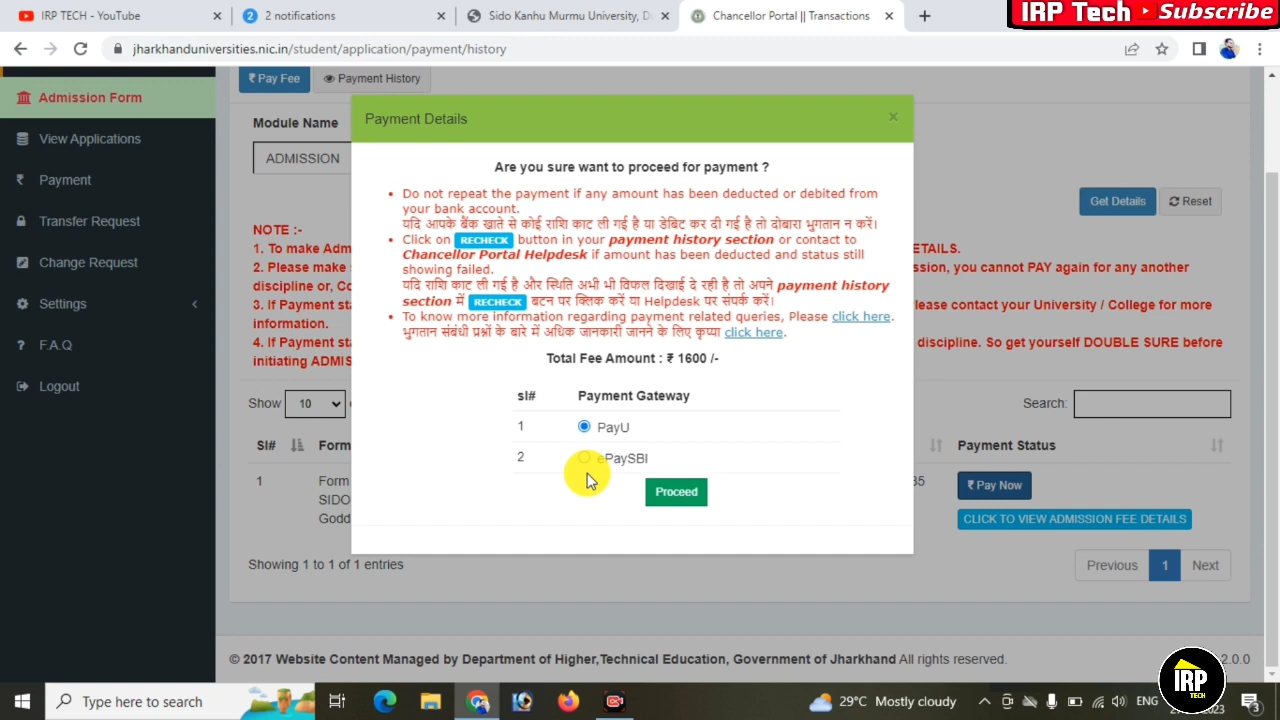 IRP TECH - YouTube
2 2 notifications
Sido Kanhu Murmu University, D
Chancellor Portal || Transactions
IRP Tech Subscribe
jharkhanduniversities.nic.in/student/application/payment/history
₹ Pay Fee
Payment History
Admission Form
View Applications
Payment
Transfer Request
Change Request
Settings
F.A.Q
Logout
Module Name
ADMISSION
Get Details
Reset
NOTE :-
1. To make Adm
ETAILS.
2. Please make
ssion, you cannot PAY again for any another
discipline or, Co
3. If Payment sta
lease contact your University / College for more
information.
4. If Payment sta
discipline. So get yourself DOUBLE SURE before
initiating ADMIS
Payment Details
×
Are you sure want to proceed for payment ?
• Do not repeat the payment if any amount has been deducted or debited from
your bank account.
यदि आपके बैंक खाते से कोई राशि काट ली गई है या डेबिट कर दी गई है तो दोबारा भुगतान न करें।
• Click on RECHECK button in your payment history section or contact to
Chancellor Portal Helpdesk if amount has been deducted and status still
showing failed.
यदि राशि काट ली गई है और स्थिति अभी भी विफल दिखाई दे रही है तो अपने payment history
section में RECHECK बटन पर क्लिक करें या Helpdesk पर संपर्क करें।
• To know more information regarding payment related queries, Please click here.
भुगतान संबंधी प्रश्नों के बारे में अधिक जानकारी जानने के लिए कृप्या click here.
Total Fee Amount : ₹ 1600 /-
sl# Payment Gateway
1 PayU
2 ePaySBI
Proceed
Show 10
Search:
Sl# Form
Payment Status
1 Form
SIDO
Godd
35
₹ Pay Now
CLICK TO VIEW ADMISSION FEE DETAILS
Showing 1 to 1 of 1 entries
Previous 1 Next
© 2017 Website Content Managed by Department of Higher,Technical Education, Government of Jharkhand All rights reserved.
2.0.0
Type here to search
29°C Mostly cloudy
ENG
3
IRP
TECH